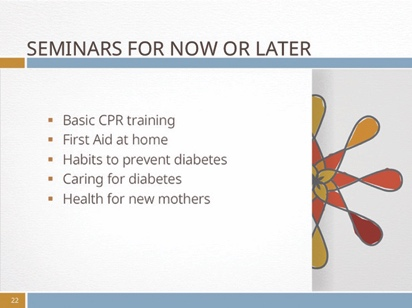 SEMINARS FOR NOW OR LATER
Basic CPR training
First Aid at home
Habits to prevent diabetes
Caring for diabetes
Health for new mothers
22